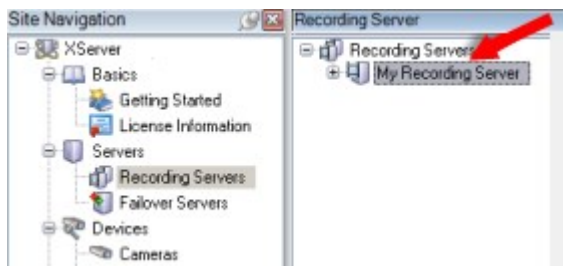 Site Navigation
XServer
Basics
Getting Started
License Information
Servers
Recording Servers
Failover Servers
Devices
Cameras
Recording Server
Recording Servers
My Recording Server